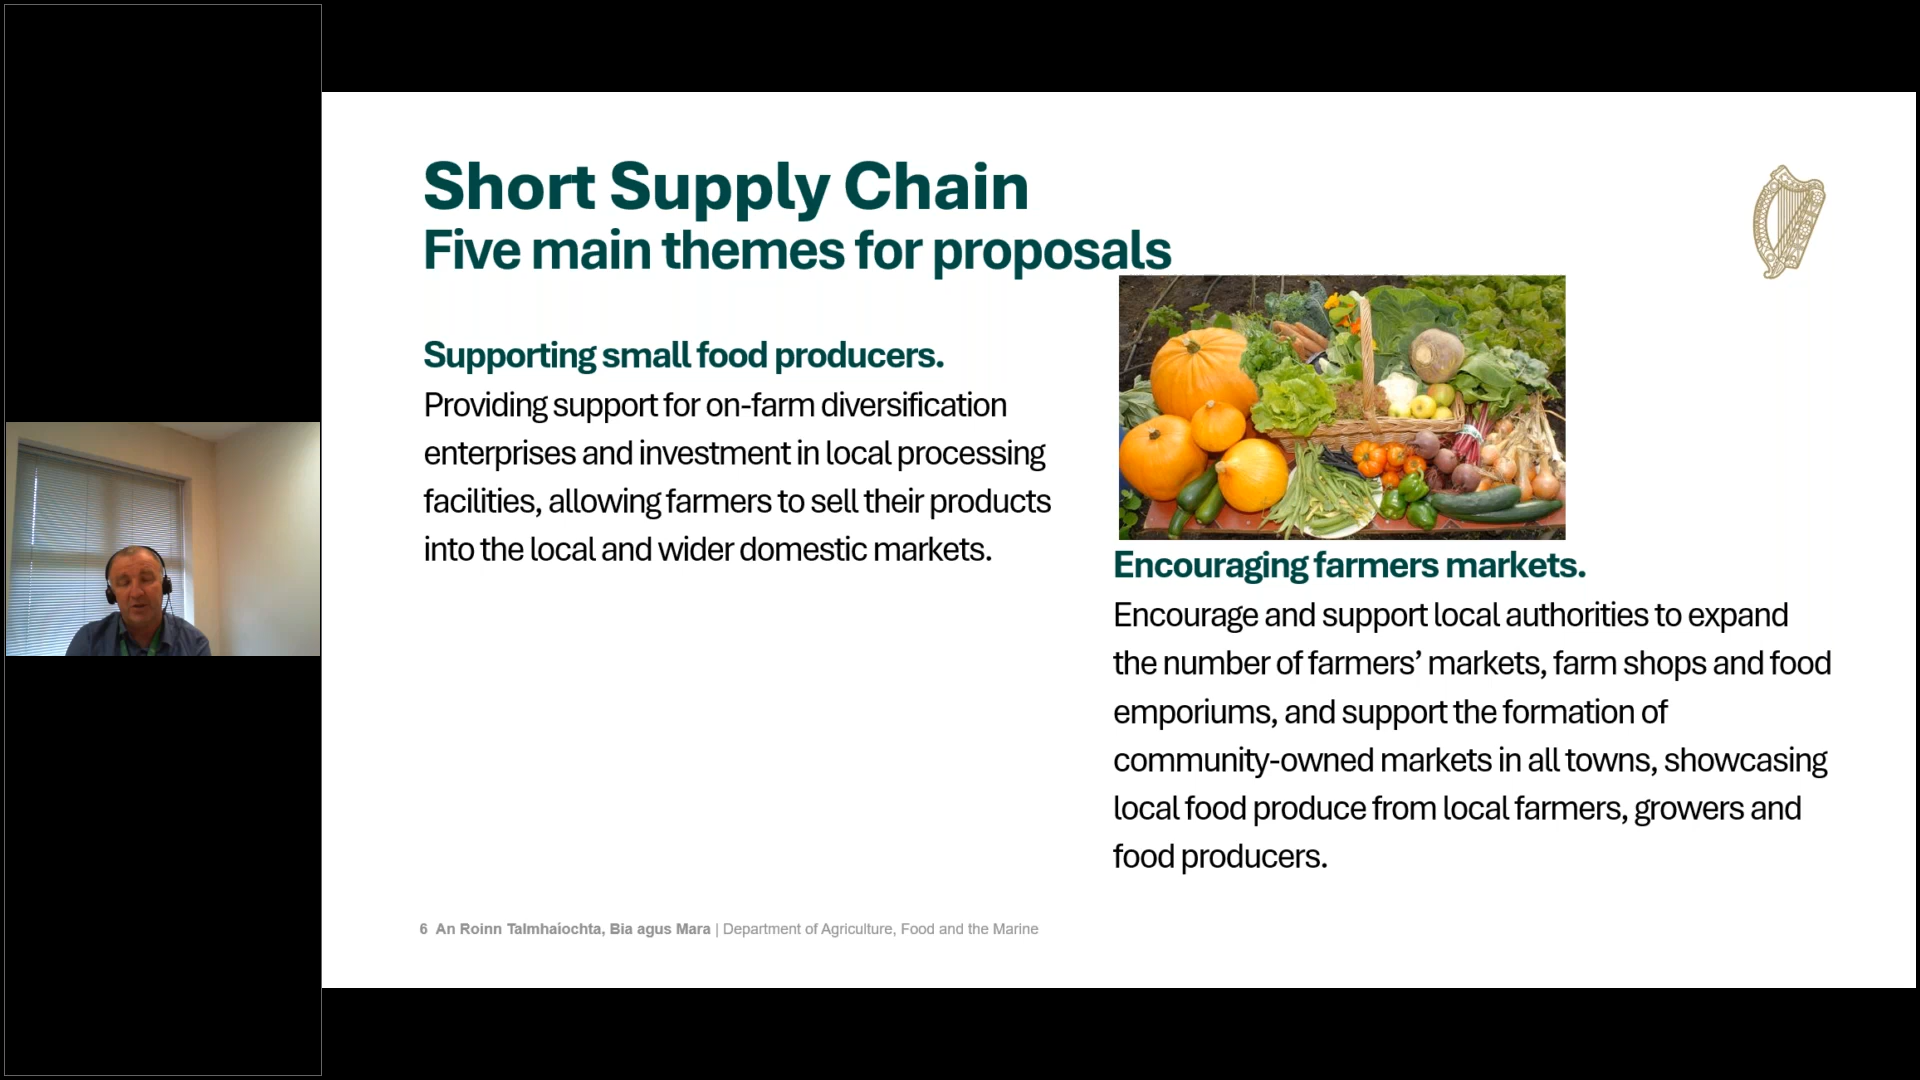 Short Supply Chain
Five main themes for proposals
Supporting small food producers.
Providing support for on-farm diversification
enterprises and investment in local processing
facilities, allowing farmers to sell their products
into the local and wider domestic markets.
Encouraging farmers markets.
Encourage and support local authorities to expand
the number of farmers’ markets, farm shops and food
emporiums, and support the formation of
community-owned markets in all towns, showcasing
local food produce from local farmers, growers and
food producers.
6 An Roinn Talmhaíochta, Bia agus Mara | Department of Agriculture, Food and the Marine